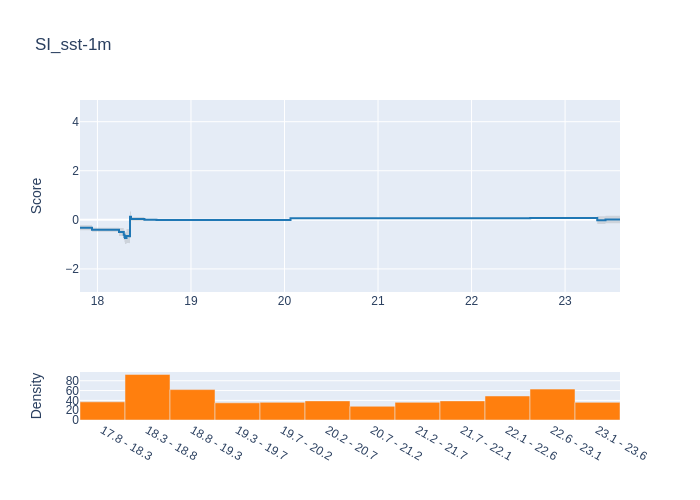 SI_sst-1m
Score
4
2
0
−2
18 19 20 21 22 23
Density
80
60
40
20
0
17.8 - 18.3
18.3 - 18.8
18.8 - 19.3
19.3 - 19.7
19.7 - 20.2
20.2 - 20.7
20.7 - 21.2
21.2 - 21.7
21.7 - 22.1
22.1 - 22.6
22.6 - 23.1
23.1 - 23.6